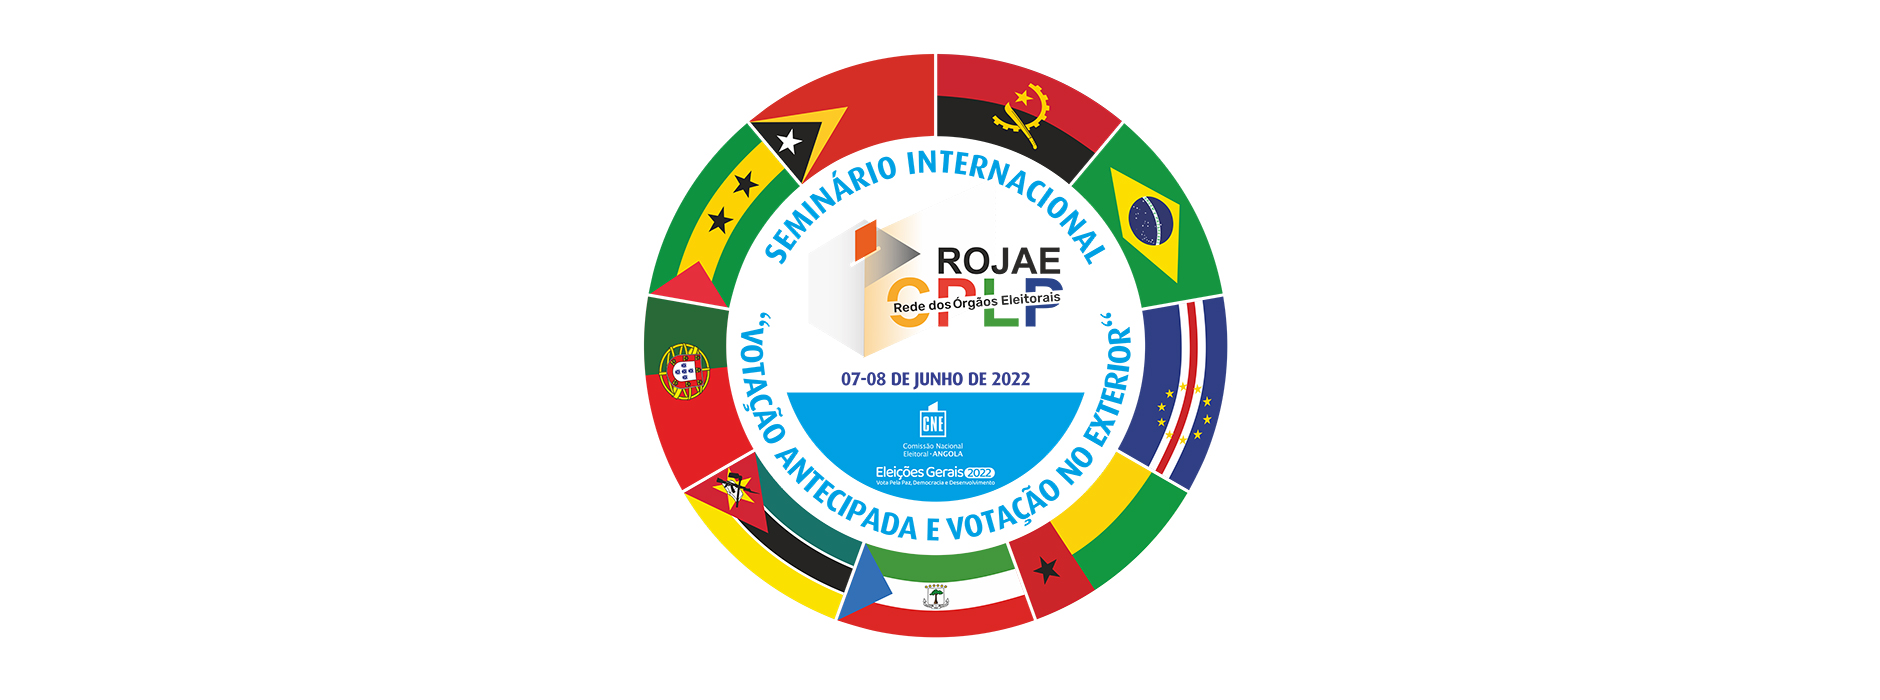 SEMINÁRIO INTERNACIONAL
ROJAE
CPLP
Rede dos Órgãos Eleitorais
07-08 DE JUNHO DE 2022
CNE
Comissão Nacional
Eleitoral - ANGOLA
Eleições Gerais 2022
Vota Pela Paz, Democracia e Desenvolvimento
,,VOTAÇÃO ANTECIPADA E VOTAÇÃO NO EXTERIOR”